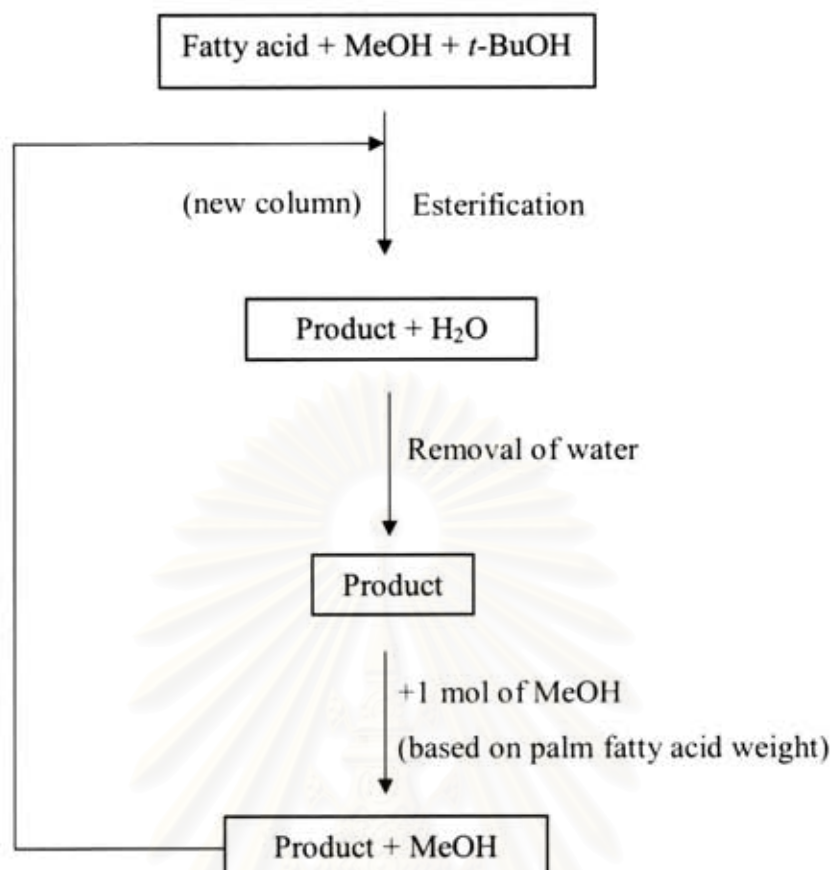 Fatty acid + MeOH + t-BuOH
(new column) Esterification
Product + H₂O
Removal of water
Product
+1 mol of MeOH
(based on palm fatty acid weight)
Product + MeOH